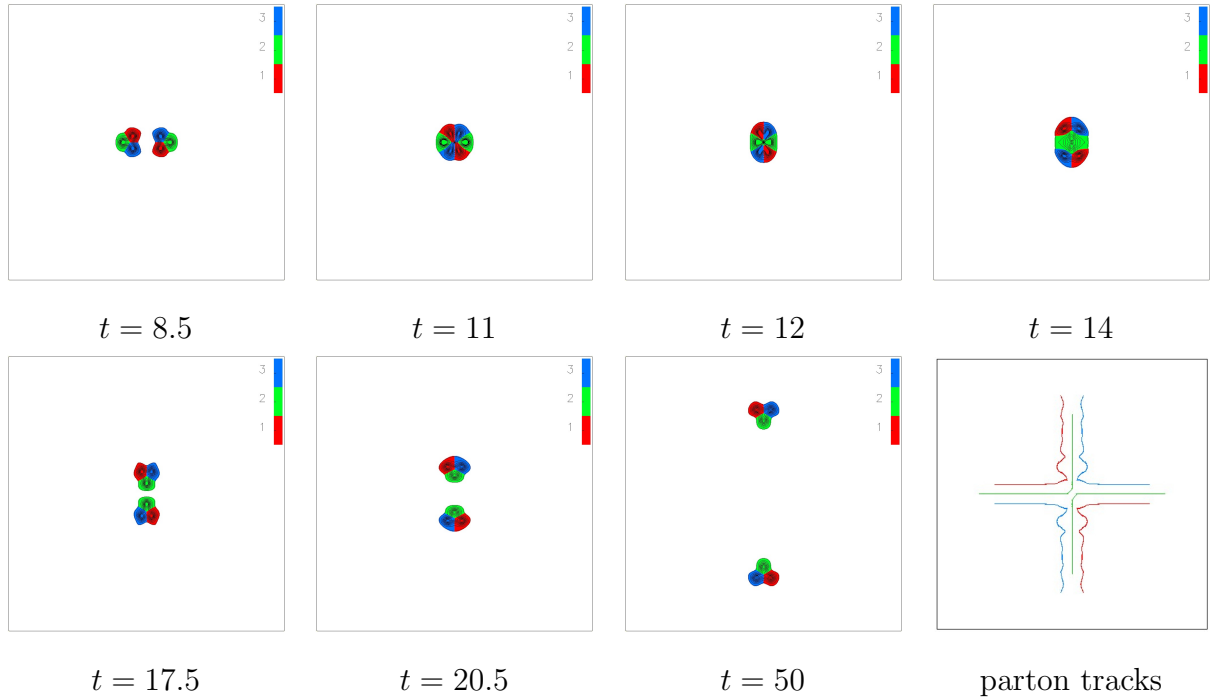 3
2
1
3
2
1
3
2
1
3
2
1
t = 8.5
t = 11
t = 12
t = 14
3
2
1
3
2
1
3
2
1
t = 17.5
t = 20.5
t = 50
parton tracks